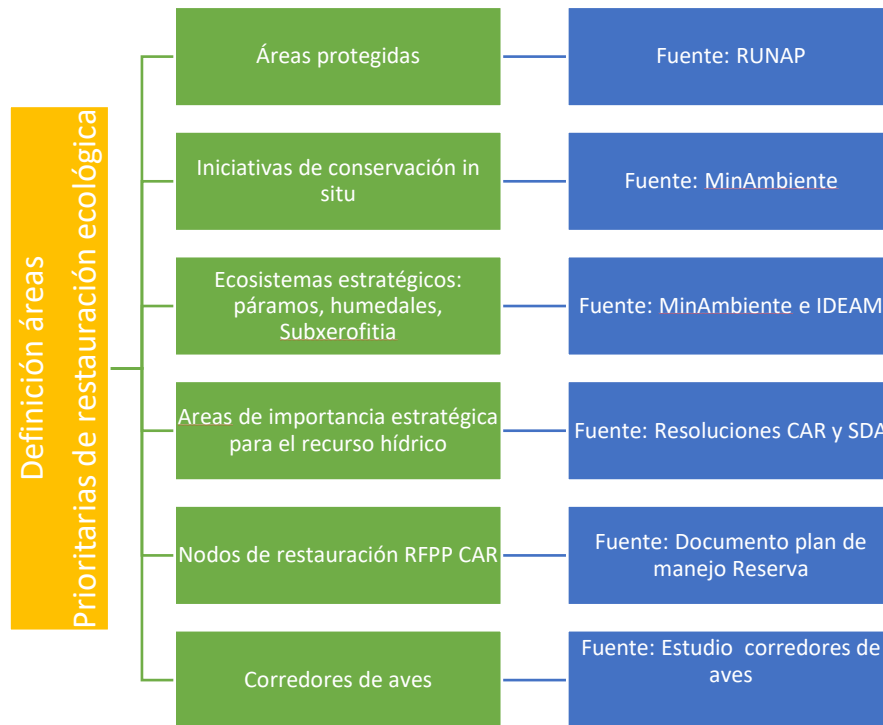 Definición áreas
Prioritarias de restauración ecológica
Áreas protegidas
Fuente: RUNAP
Iniciativas de conservación in
situ
Fuente: MinAmbiente
Ecosistemas estratégicos:
páramos, humedales,
Subxerofitia
Fuente: MinAmbiente e IDEAM
Areas de importancia estratégica
para el recurso hídrico
Fuente: Resoluciones CAR y SDA
Nodos de restauración RFPP CAR
Fuente: Documento plan de
manejo Reserva
Corredores de aves
Fuente: Estudio corredores de
aves